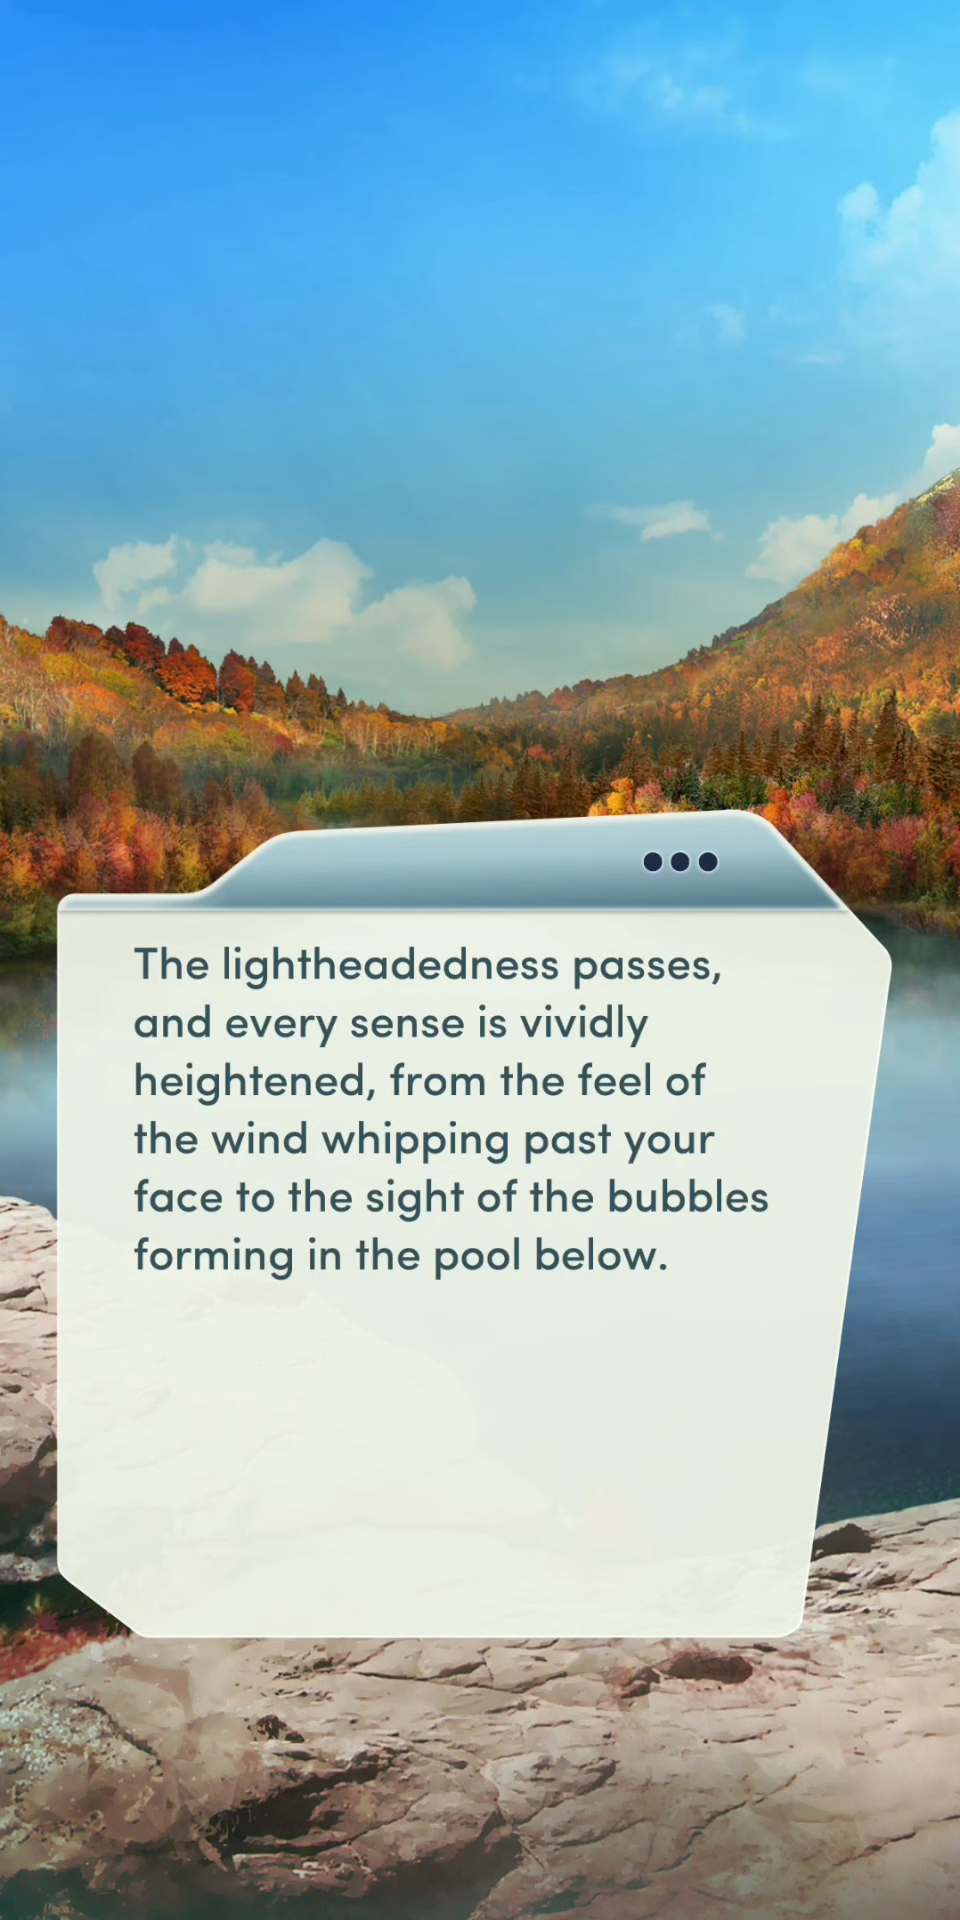 The lightheadedness passes,
and every sense is vividly
heightened, from the feel of
the wind whipping past your
face to the sight of the bubbles
forming in the pool below.